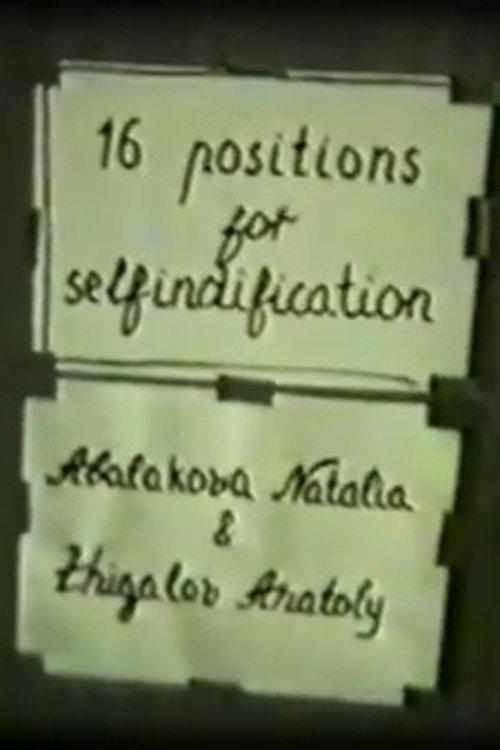 16 positions
for
selfindification
Abalakova Natalia
&
Zhigalov Anatoly